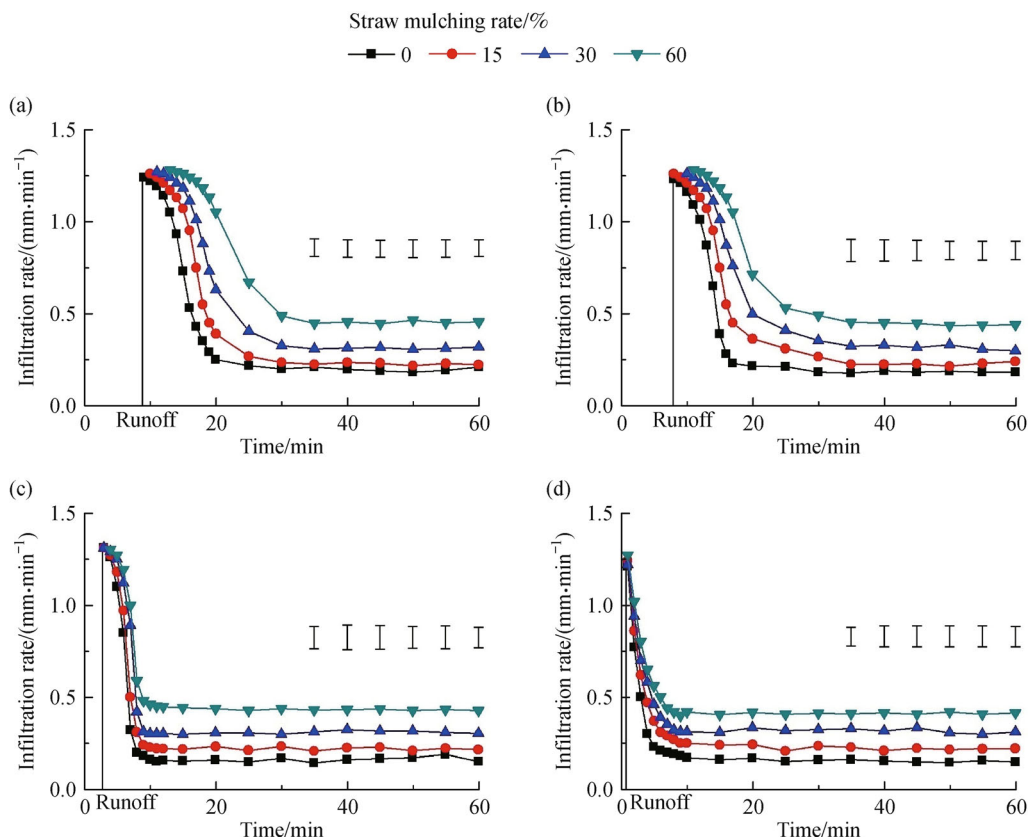 Straw mulching rate/%
0 15 30 60
(a) (b)
1.5 1.5
Infiltration rate/(mm·min⁻¹) Infiltration rate/(mm·min⁻¹)
1.0 1.0
0.5 0.5
0.0 0.0
0 Runoff 20 40 60 0 Runoff 20 40 60
Time/min Time/min
(c) (d)
1.5 1.5
Infiltration rate/(mm·min⁻¹) Infiltration rate/(mm·min⁻¹)
1.0 1.0
0.5 0.5
0.0 0.0
0 Runoff 20 40 60 0 Runoff 20 40 60
Time/min Time/min